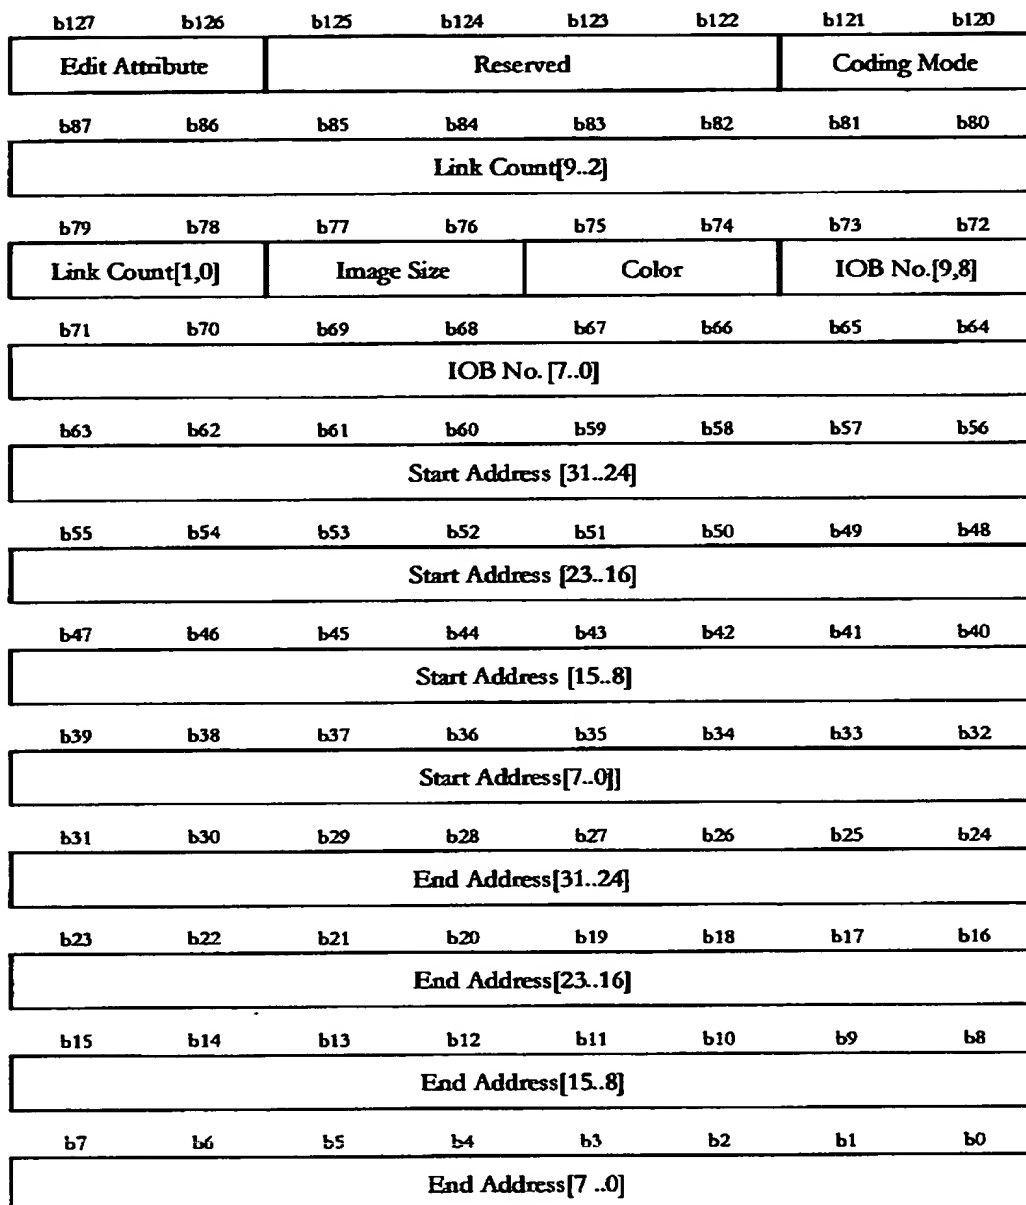 b127 b126 b125 b124 b123 b122 b121 b120
Edit Attribute Reserved Coding Mode
b87 b86 b85 b84 b83 b82 b81 b80
Link Count[9..2]
b79 b78 b77 b76 b75 b74 b73 b72
Link Count[1,0] Image Size Color IOB No.[9,8]
b71 b70 b69 b68 b67 b66 b65 b64
IOB No. [7..0]
b63 b62 b61 b60 b59 b58 b57 b56
Start Address [31..24]
b55 b54 b53 b52 b51 b50 b49 b48
Start Address [23..16]
b47 b46 b45 b44 b43 b42 b41 b40
Start Address [15..8]
b39 b38 b37 b36 b35 b34 b33 b32
Start Address[7..0]]
b31 b30 b29 b28 b27 b26 b25 b24
End Address[31..24]
b23 b22 b21 b20 b19 b18 b17 b16
End Address[23..16]
b15 b14 b13 b12 b11 b10 b9 b8
End Address[15..8]
b7 b6 b5 b4 b3 b2 b1 b0
End Address[7 ..0]